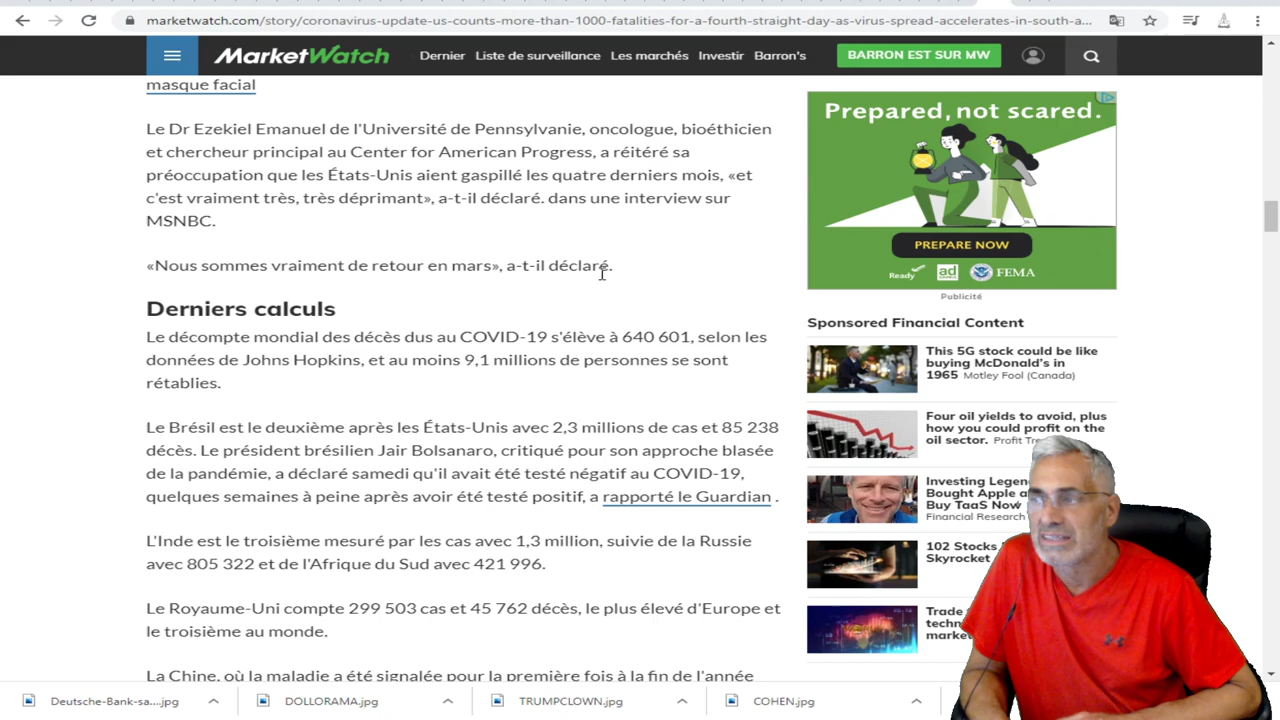 marketwatch.com/story/coronavirus-update-us-counts-more-than-1000-fatalities-for-a-fourth-straight-day-as-virus-spread-accelerates-in-south-a...
MarketWatch
Dernier
Liste de surveillance
Les marchés
Investir
Barron's
BARRON EST SUR MW
masque facial
Le Dr Ezekiel Emanuel de l'Université de Pennsylvanie, oncologue, bioéthicien
et chercheur principal au Center for American Progress, a réitéré sa
préoccupation que les États-Unis aient gaspillé les quatre derniers mois, «et
c'est vraiment très, très déprimant», a-t-il déclaré. dans une interview sur
MSNBC.
«Nous sommes vraiment de retour en mars», a-t-il déclaré.
Derniers calculs
Le décompte mondial des décès dus au COVID-19 s'élève à 640 601, selon les
données de Johns Hopkins, et au moins 9,1 millions de personnes se sont
rétablies.
Le Brésil est le deuxième après les États-Unis avec 2,3 millions de cas et 85 238
décès. Le président brésilien Jair Bolsanaro, critiqué pour son approche blasée
de la pandémie, a déclaré samedi qu'il avait été testé négatif au COVID-19,
quelques semaines à peine après avoir été testé positif, a rapporté le Guardian .
L'Inde est le troisième mesuré par les cas avec 1,3 million, suivie de la Russie
avec 805 322 et de l'Afrique du Sud avec 421 996.
Le Royaume-Uni compte 299 503 cas et 45 762 décès, le plus élevé d'Europe et
le troisième au monde.
La Chine, où la maladie a été signalée pour la première fois à la fin de l'année
Prepared, not scared.
PREPARE NOW
Ready
ad
FEMA
Publicité
Sponsored Financial Content
This 5G stock could be like
buying McDonald's in
1965 Motley Fool (Canada)
Four oil yields to avoid, plus
how you could profit on the
oil sector. Profit
Investing
Bought Apple
Buy TaaS Now
Financial Research
102 Stocks
Skyrocket
Trade
Deutsche-Bank-sa....jpg
DOLLORAMA.jpg
TRUMPCLOWN.jpg
COHEN.jpg